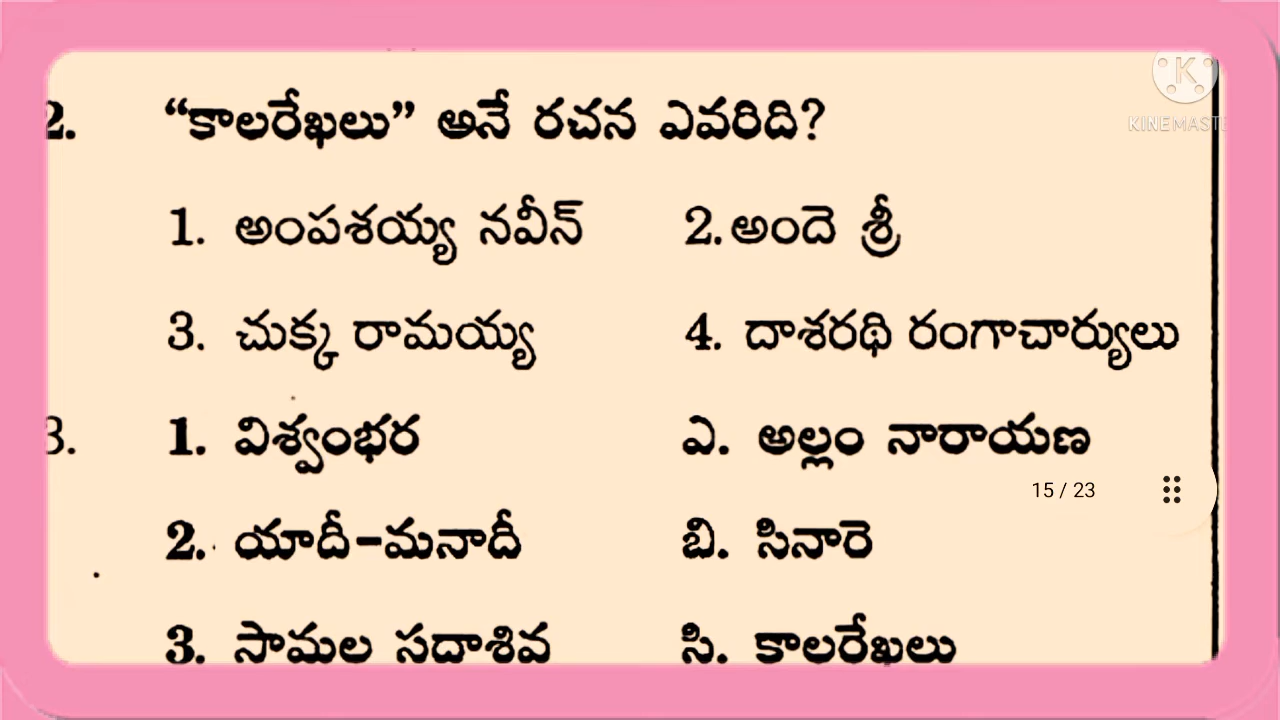 2. “కాలరేఖలు” అనే రచన ఎవరిది?
1. అంపశయ్య నవీన్ 2. అందె శ్రీ
3. చుక్క రామయ్య 4. దాశరథి రంగాచార్యులు
3. 1. విశ్వంభర ఎ. అల్లం నారాయణ
2. యాదీ-మనాదీ బి. సినారె
3. సామల సదాశివ సి. కాలరేఖలు
15 / 23
K
KINEMASTE